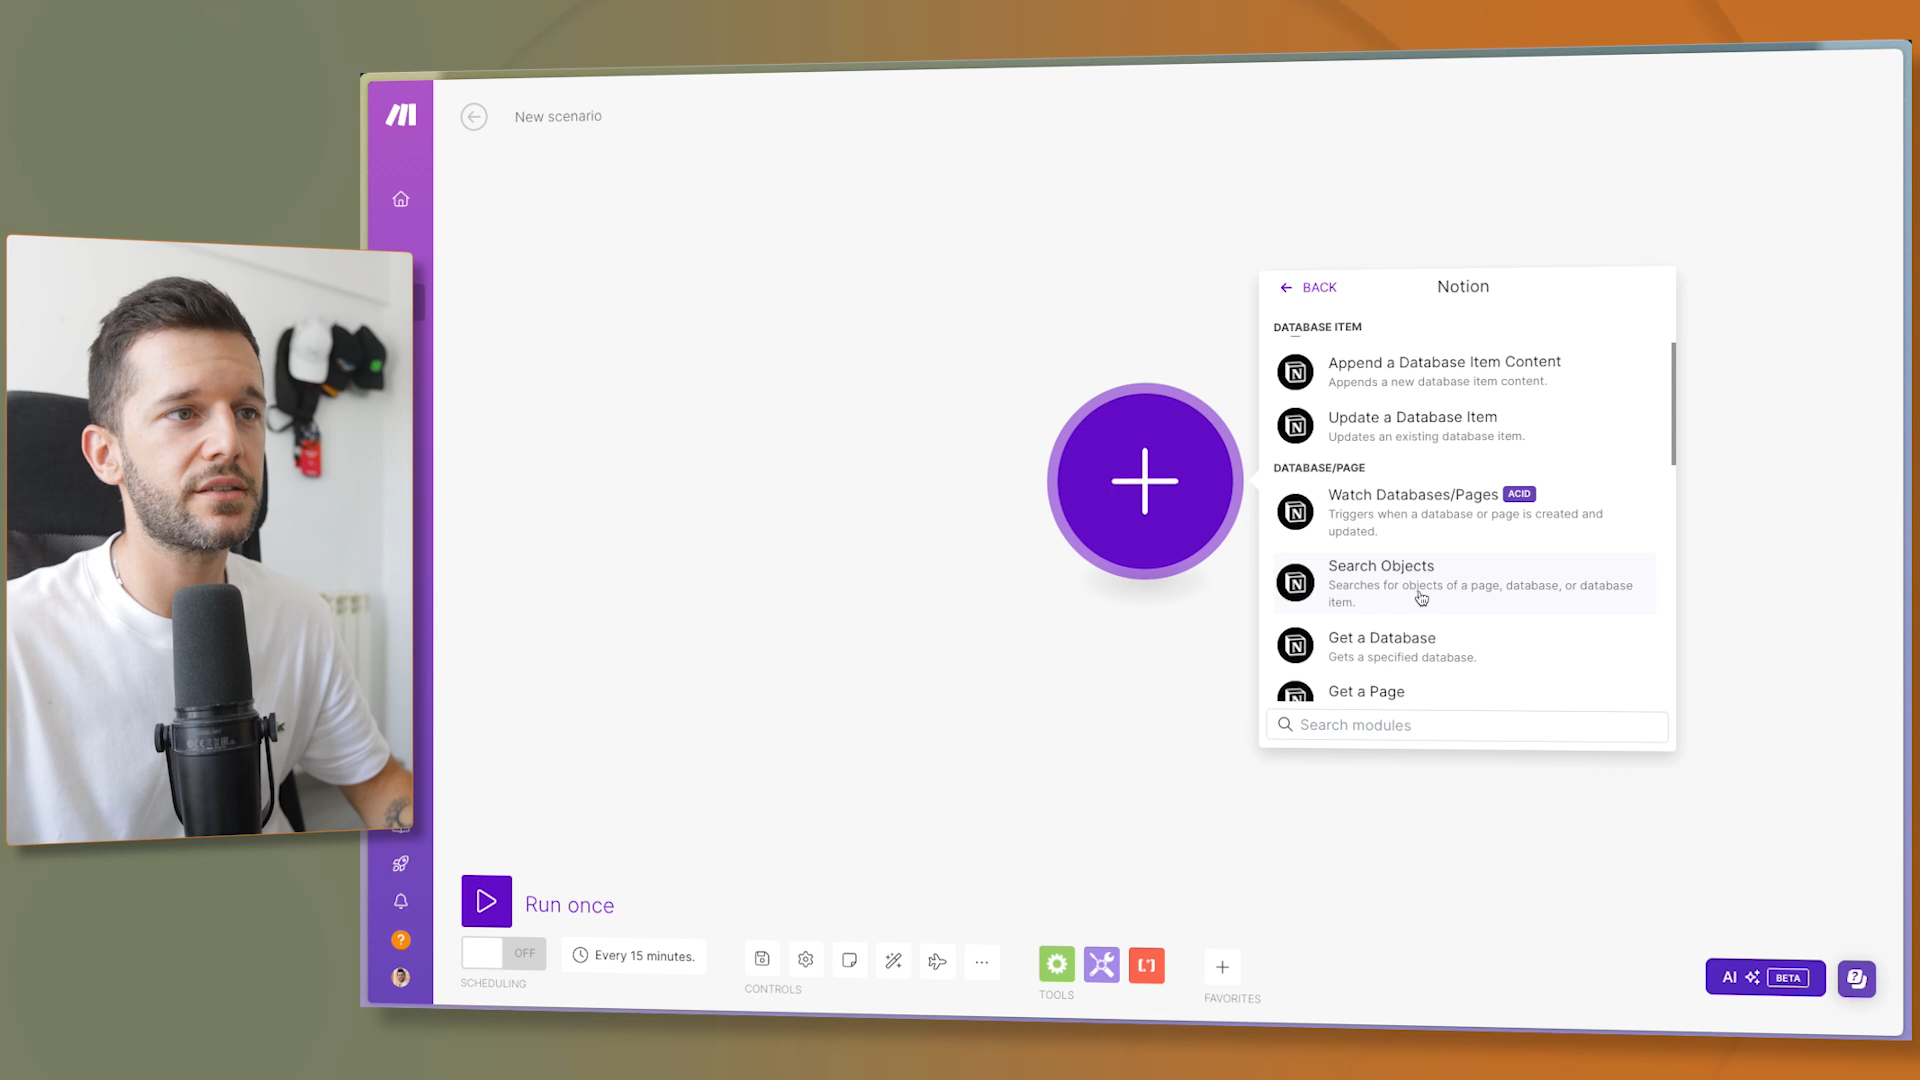 New scenario
BACK
Notion
DATABASE ITEM
Append a Database Item Content
Appends a new database item content.
Update a Database Item
Updates an existing database item.
DATABASE/PAGE
Watch Databases/Pages ACID
Triggers when a database or page is created and
updated.
Search Objects
Searches for objects of a page, database, or database
item.
Get a Database
Gets a specified database.
Get a Page
Search modules
Run once
OFF
Every 15 minutes.
SCHEDULING
CONTROLS
TOOLS
FAVORITES
AI BETA